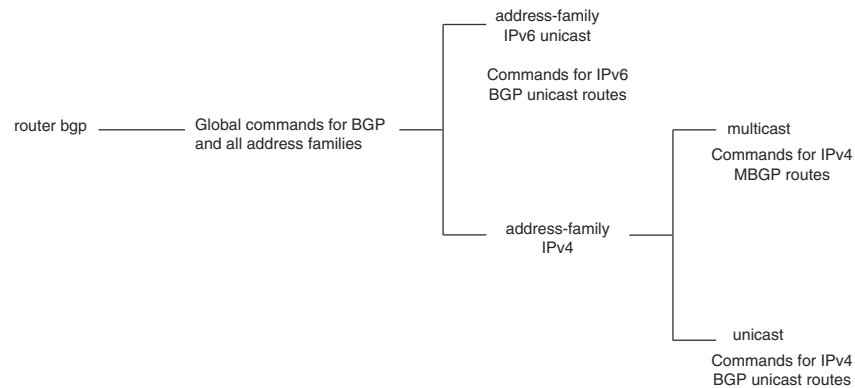 router bgp
Global commands for BGP
and all address families
address-family
IPv6 unicast
Commands for IPv6
BGP unicast routes
address-family
IPv4
multicast
Commands for IPv4
MBGP routes
unicast
Commands for IPv4
BGP unicast routes